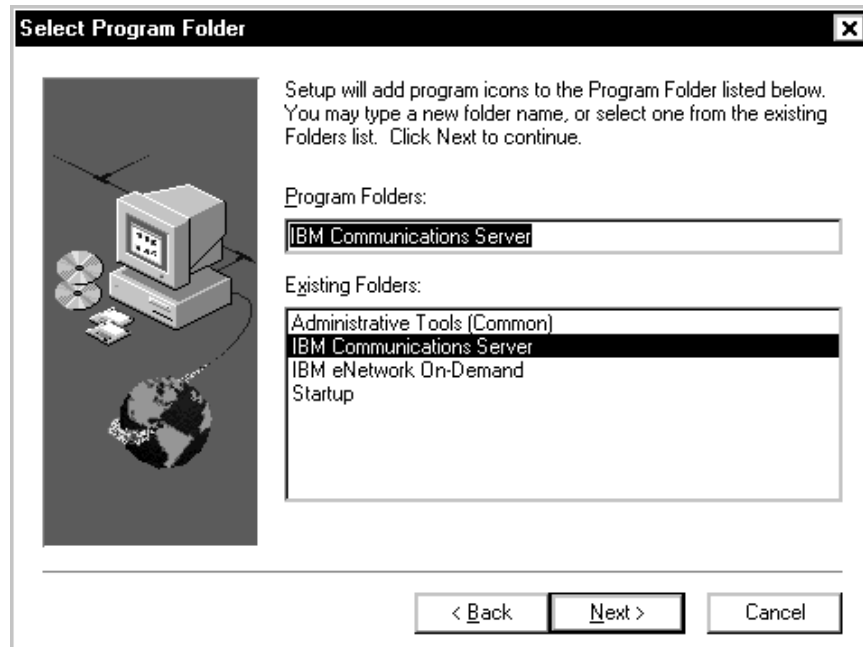 Select Program Folder
Setup will add program icons to the Program Folder listed below.
You may type a new folder name, or select one from the existing
Folders list.  Click Next to continue.
Program Folders:
IBM Communications Server
Existing Folders:
Administrative Tools (Common)
IBM Communications Server
IBM eNetwork On-Demand
Startup
< Back
Next >
Cancel